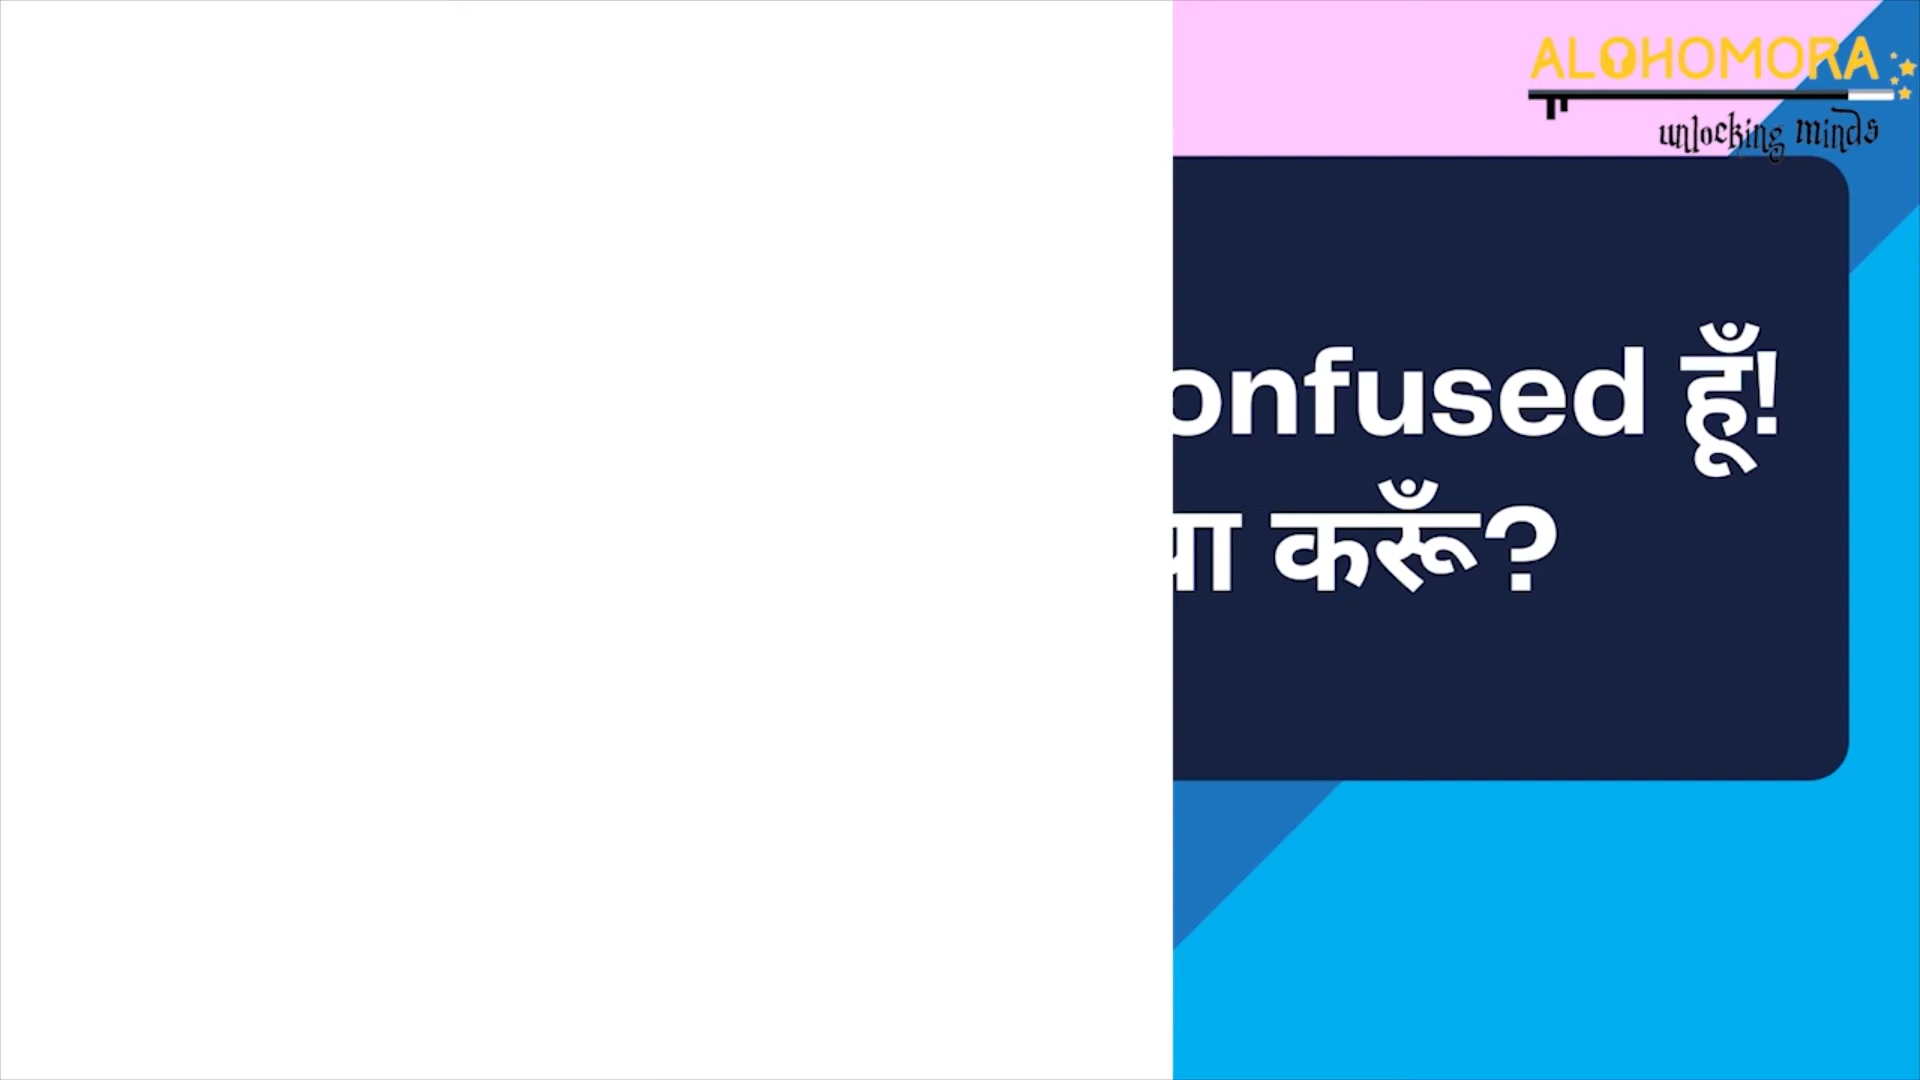 ALOHOMORA
unlocking minds
onfused हूँ!
करूँ?